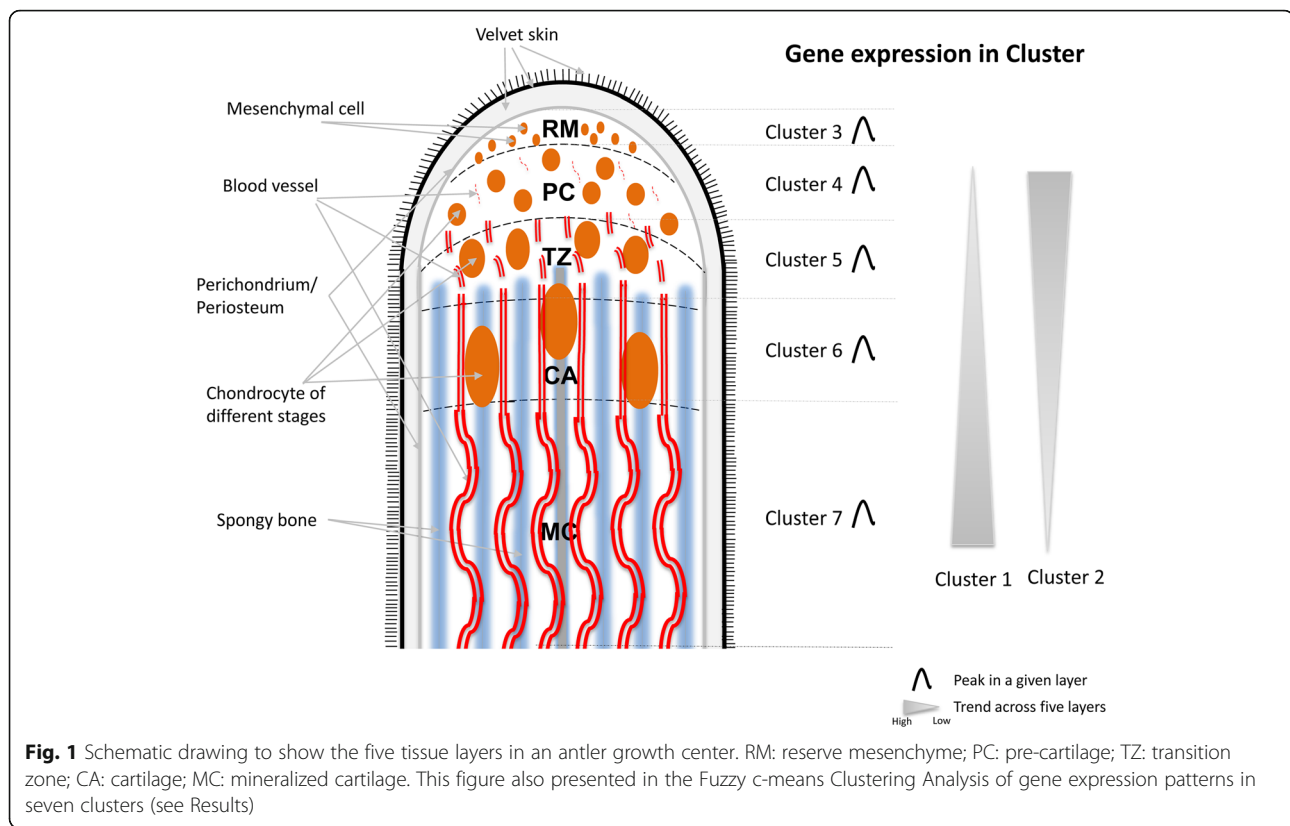 Velvet skin
Gene expression in Cluster
Mesenchymal cell
RM
Cluster 3
Blood vessel
PC
Cluster 4
TZ
Cluster 5
Perichondrium/
Periosteum
Cluster 6
CA
Chondrocyte of
different stages
Spongy bone
MC
Cluster 7
Cluster 1
Cluster 2
Peak in a given layer
Trend across five layers
High
Low
Fig. 1 Schematic drawing to show the five tissue layers in an antler growth center. RM: reserve mesenchyme; PC: pre-cartilage; TZ: transition
zone; CA: cartilage; MC: mineralized cartilage. This figure also presented in the Fuzzy c-means Clustering Analysis of gene expression patterns in
seven clusters (see Results)